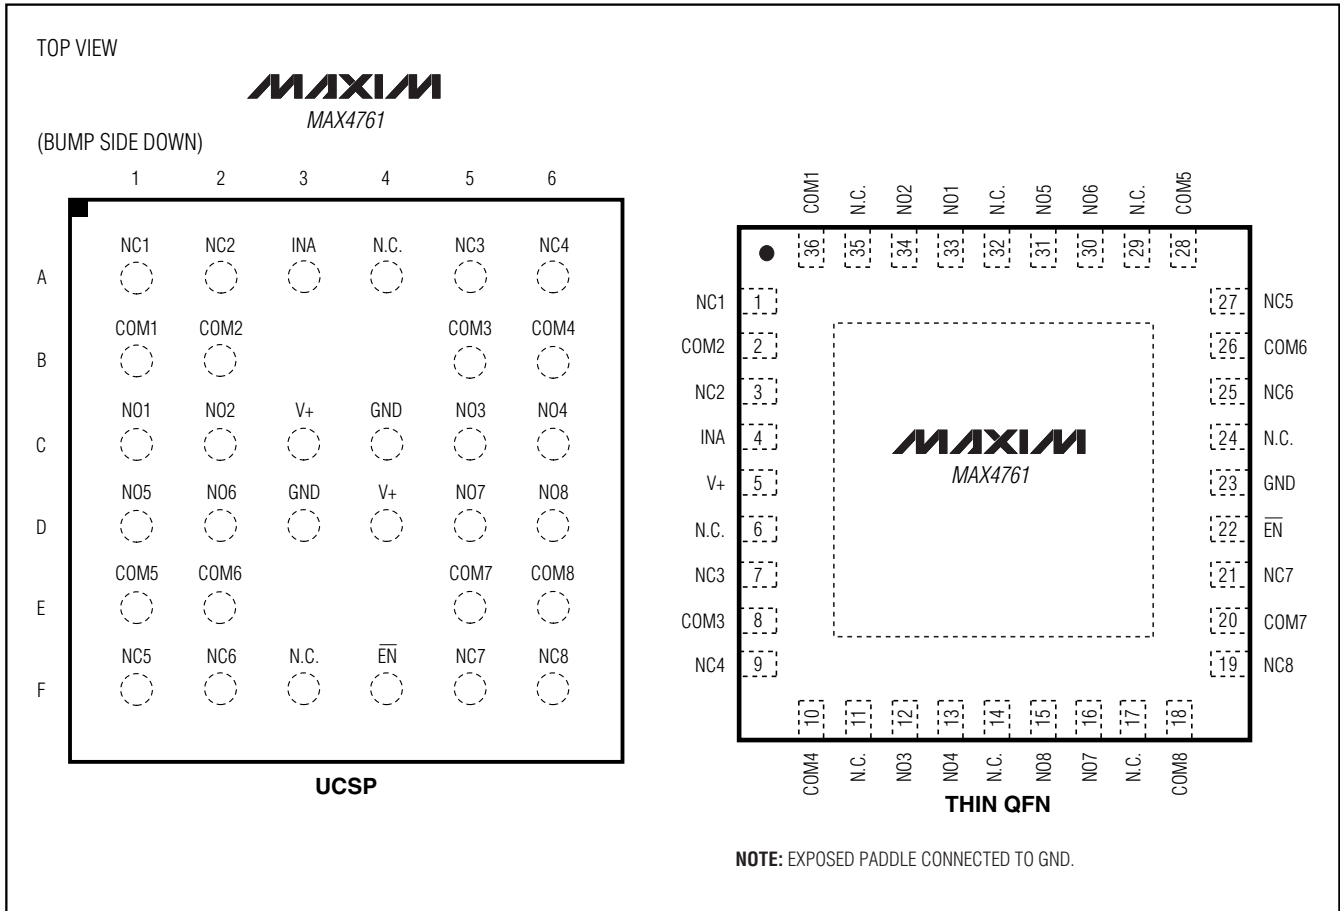 TOP VIEW
MAXIM
MAX4761
(BUMP SIDE DOWN)
1 2 3 4 5 6
NC1 NC2 INA N.C. NC3 NC4
A
COM1 COM2 COM3 COM4
B
NO1 NO2 V+ GND NO3 NO4
C
NO5 NO6 GND V+ NO7 NO8
D
COM5 COM6 COM7 COM8
E
NC5 NC6 N.C. E̅N̅ NC7 NC8
F
UCSP
COM1 N.C. NO2 NO1 N.C. NO5 NO6 N.C. COM5
36 35 34 33 32 31 30 29 28
NC1 1 27 NC5
COM2 2 26 COM6
NC2 3 25 NC6
INA 4 24 N.C.
V+ 5 23 GND
N.C. 6 22 E̅N̅
NC3 7 21 NC7
COM3 8 20 COM7
NC4 9 19 NC8
MAXIM
MAX4761
10 11 12 13 14 15 16 17 18
COM4 N.C. NO3 NO4 N.C. NO8 NO7 N.C. COM8
THIN QFN
NOTE: EXPOSED PADDLE CONNECTED TO GND.